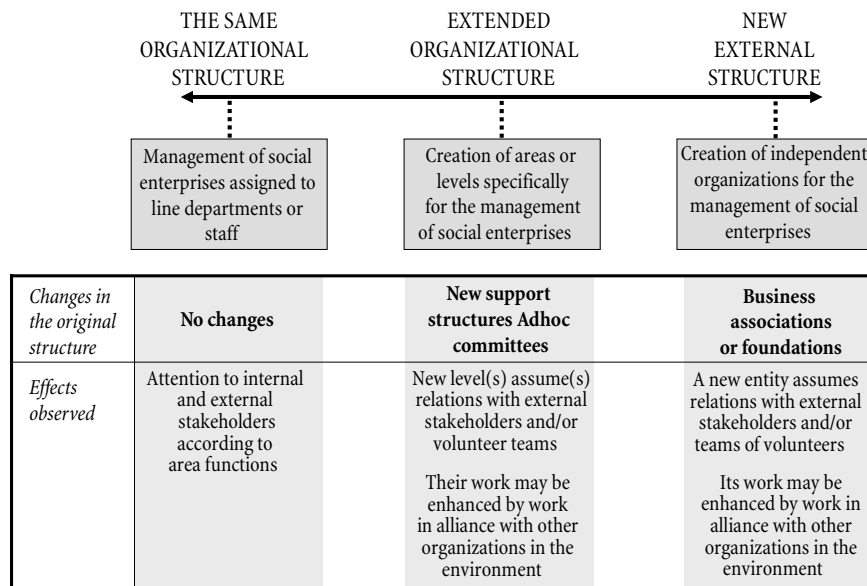 THE SAME
ORGANIZATIONAL
STRUCTURE
EXTENDED
ORGANIZATIONAL
STRUCTURE
NEW
EXTERNAL
STRUCTURE
Management of social
enterprises assigned to
line departments or
staff
Creation of areas or
levels specifically
for the management
of social enterprises
Creation of independent
organizations for the
management of social
enterprises
Changes in
the original
structure
No changes
New support
structures Adhoc
committees
Business
associations
or foundations
Effects
observed
Attention to internal
and external
stakeholders
according to
area functions
New level(s) assume(s)
relations with external
stakeholders and/or
volunteer teams
Their work may be
enhanced by work
in alliance with other
organizations in the
environment
A new entity assumes
relations with external
stakeholders and/or
teams of volunteers
Its work may be
enhanced by work in
alliance with other
organizations in the
environment